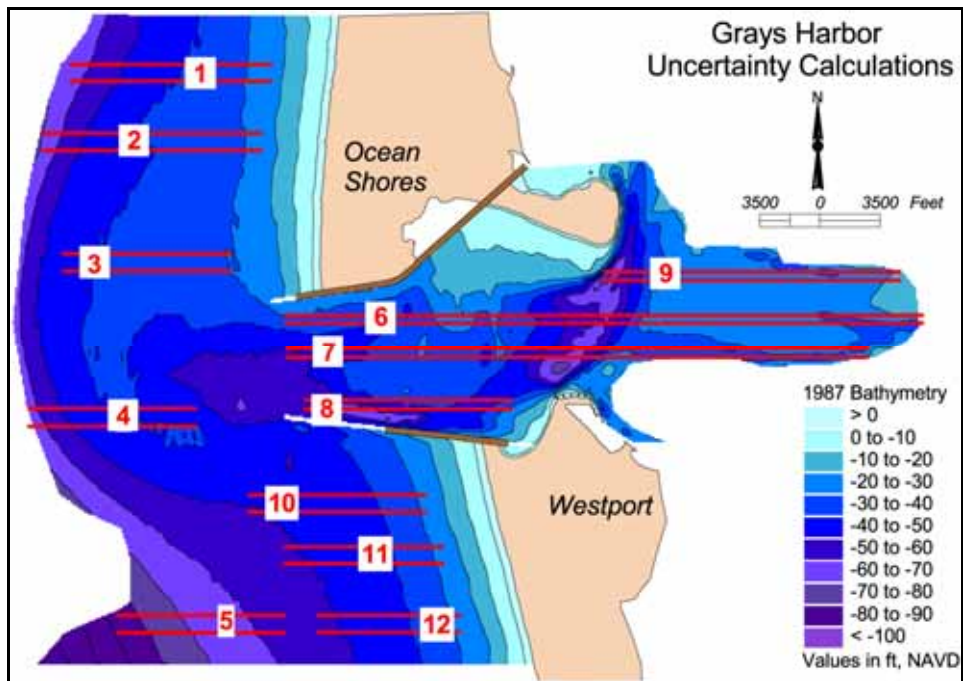 Grays Harbor
Uncertainty Calculations
N
3500 0 3500 Feet
Ocean
Shores
1
2
3
4
5
6
7
8
9
10
11
12
Westport
1987 Bathymetry
> 0
0 to -10
-10 to -20
-20 to -30
-30 to -40
-40 to -50
-50 to -60
-60 to -70
-70 to -80
-80 to -90
< -100
Values in ft, NAVD